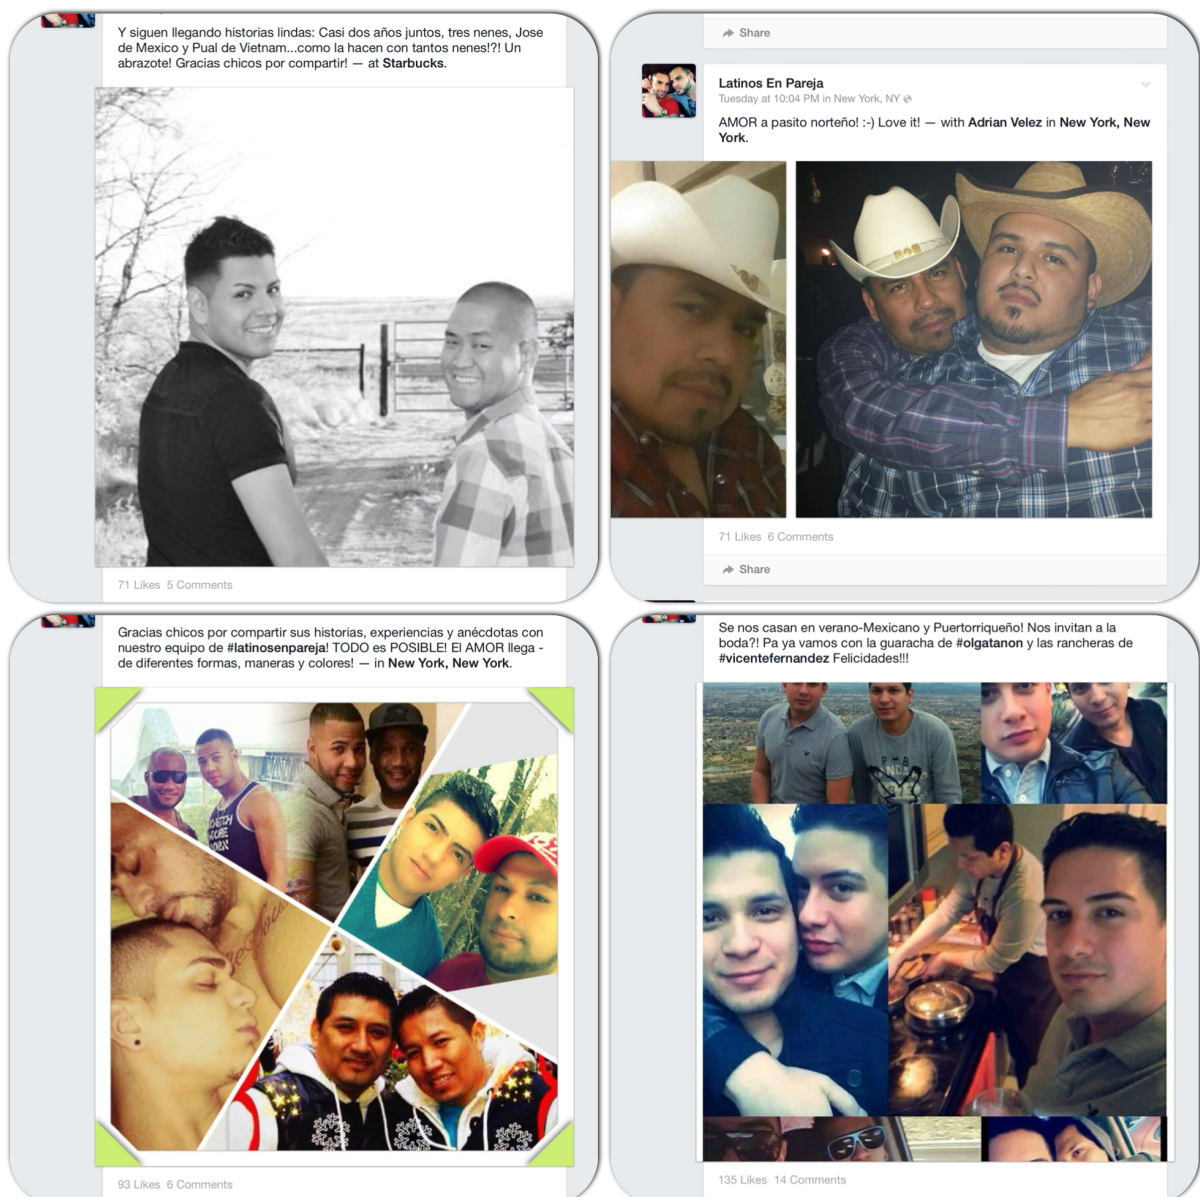 Y siguen llegando historias lindas: Casi dos años juntos, tres nenes, Jose
de Mexico y Pual de Vietnam...como la hacen con tantos nenes!?! Un
abrazote! Gracias chicos por compartir! — at Starbucks.
71 Likes 5 Comments
Share
Latinos En Pareja
Tuesday at 10:04 PM in New York, NY
AMOR a pasito norteño! :-) Love it! — with Adrian Velez in New York, New
York.
71 Likes 6 Comments
Share
Gracias chicos por compartir sus historias, experiencias y anécdotas con
nuestro equipo de #latinosenpareja! TODO es POSIBLE! El AMOR llega -
de diferentes formas, maneras y colores! — in New York, New York.
93 Likes 6 Comments
Se nos casan en verano-Mexicano y Puertorriqueño! Nos invitan a la
boda?! Pa ya vamos con la guaracha de #olgatanon y las rancheras de
#vicentefernandez Felicidades!!!
135 Likes 14 Comments